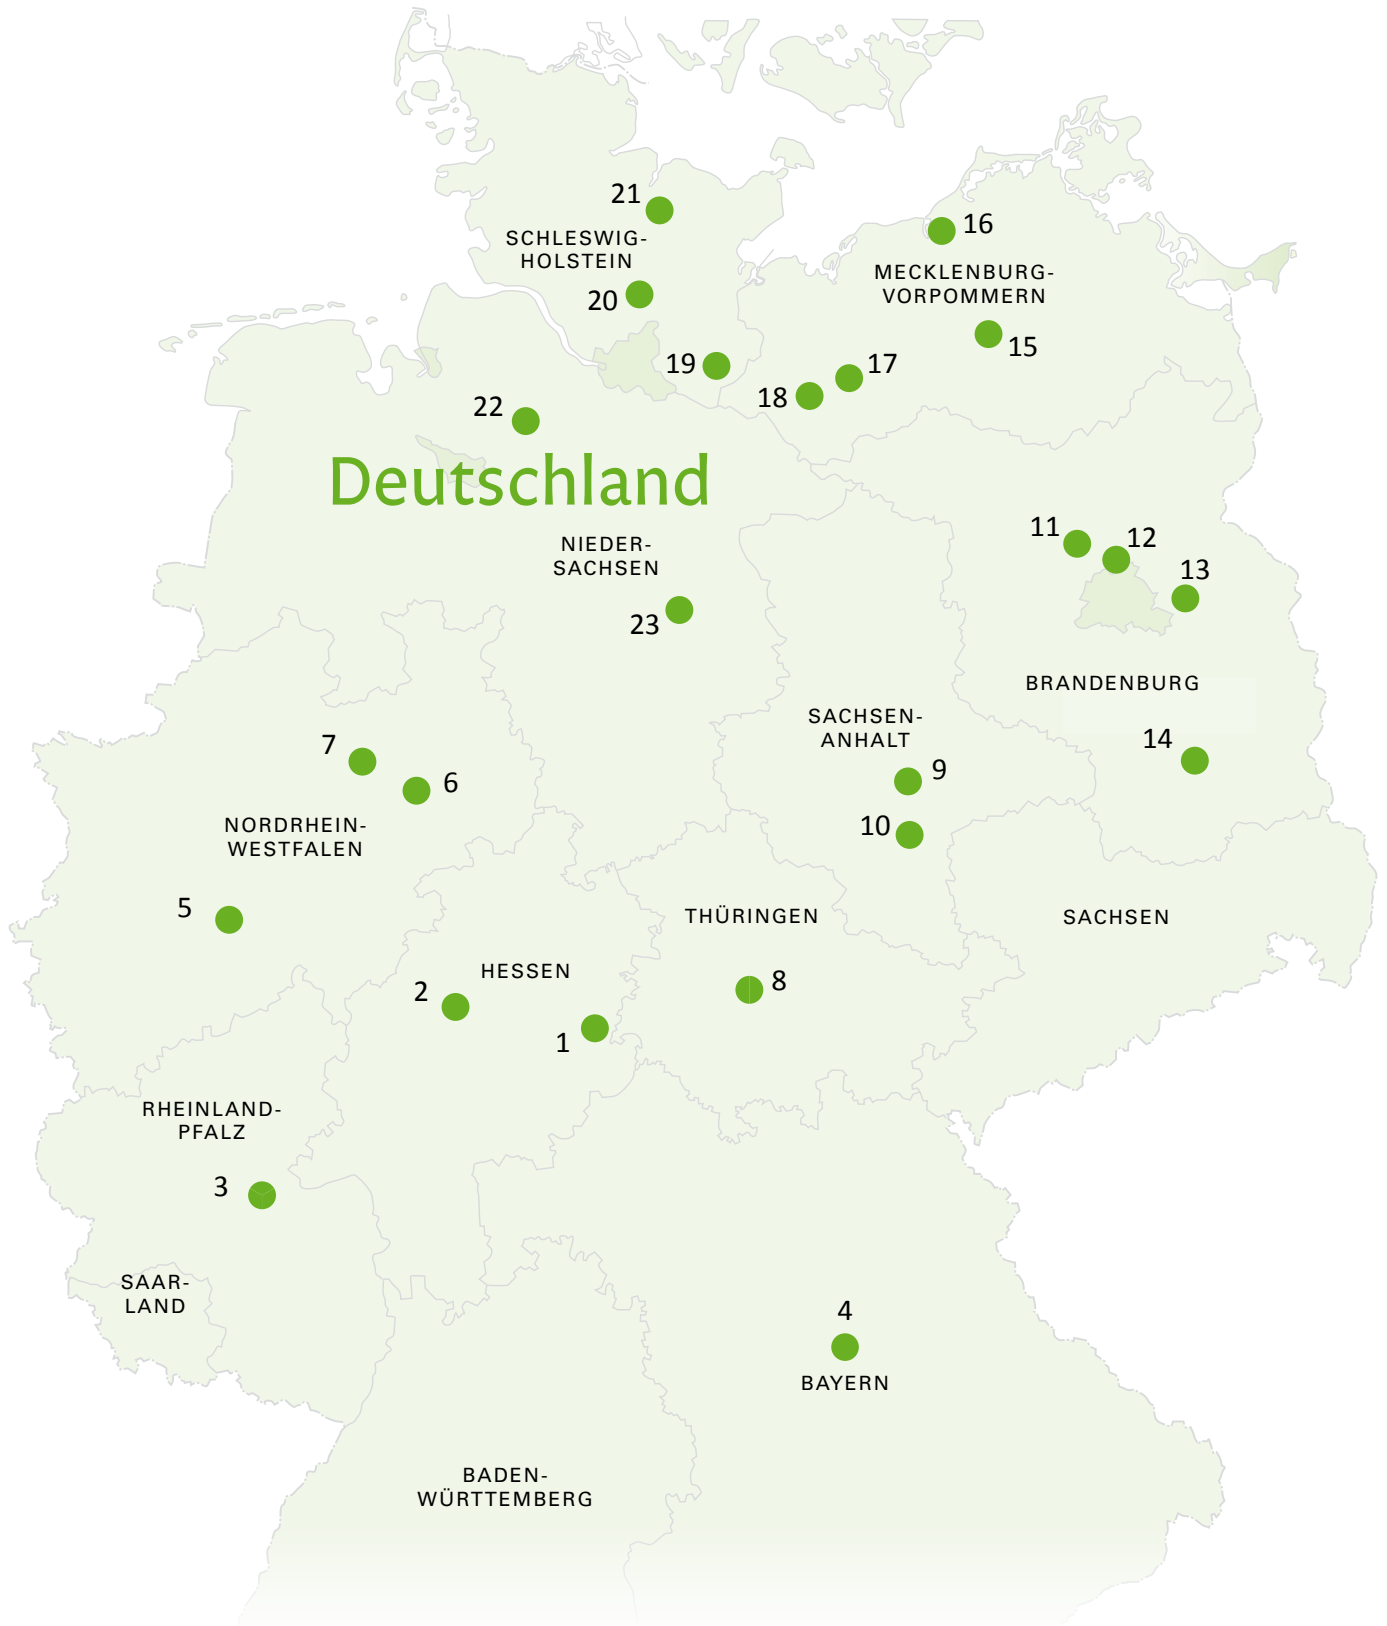 21
16
SCHLESWIG-
HOLSTEIN
MECKLENBURG-
VORPOMMERN
20
15
19
17
18
22
Deutschland
11
12
13
NIEDER-
SACHSEN
23
BRANDENBURG
SACHSEN-
ANHALT
14
7
6
9
10
NORDRHEIN-
WESTFALEN
5
THÜRINGEN
SACHSEN
HESSEN
2
8
1
RHEINLAND-
PFALZ
3
SAAR-
LAND
4
BAYERN
BADEN-
WÜRTTEMBERG